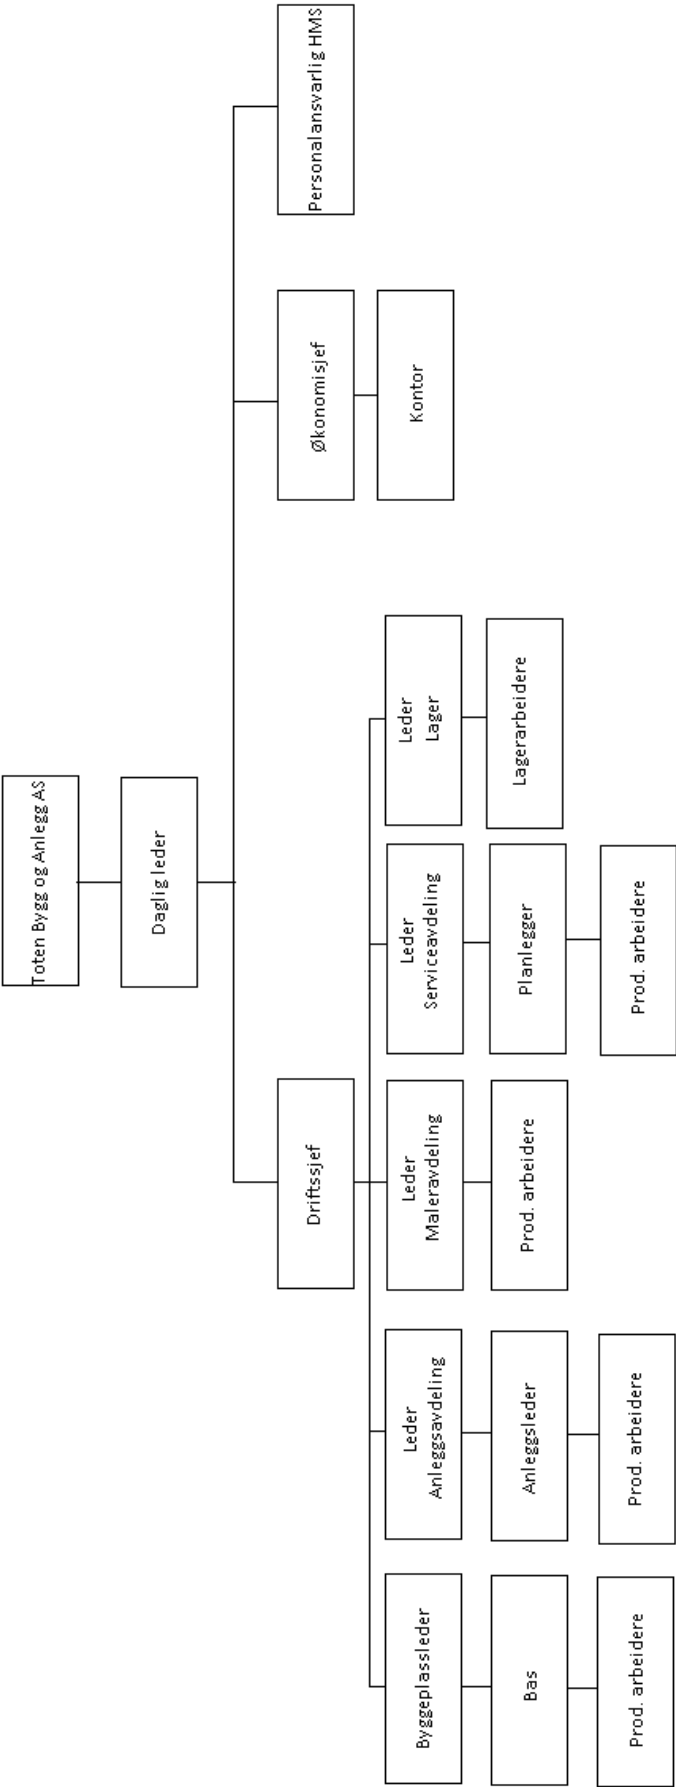 Toten Bygg og Anlegg AS
Daglig leder
Driftssjef
Økonomisjef
Personalansvarlig HMS
Kontor
Byggeplassleder
Leder
Anleggsavdeling
Leder
Maleravdeling
Leder
Serviceavdeling
Leder
Lager
Bas
Anleggsleder
Prod. arbeidere
Planlegger
Lagerarbeidere
Prod. arbeidere
Prod. arbeidere
Prod. arbeidere